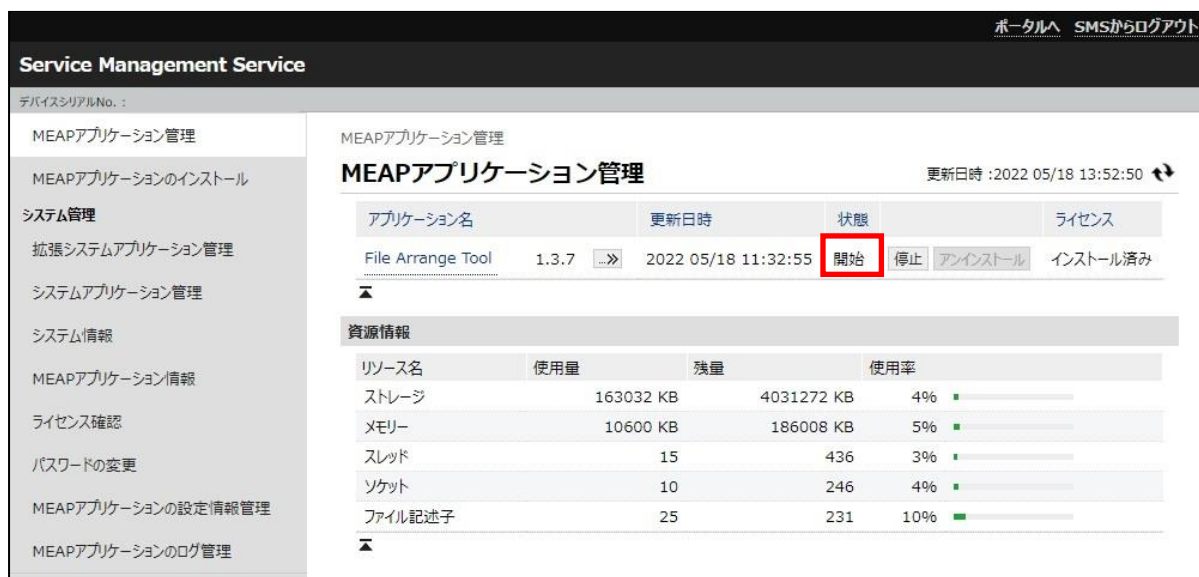 ポータルへ SMSからログアウト
Service Management Service
デバイスシリアルNo. :
MEAPアプリケーション管理
MEAPアプリケーションのインストール
システム管理
拡張システムアプリケーション管理
システムアプリケーション管理
システム情報
MEAPアプリケーション情報
ライセンス確認
パスワードの変更
MEAPアプリケーションの設定情報管理
MEAPアプリケーションのログ管理
MEAPアプリケーション管理
MEAPアプリケーション管理 更新日時 :2022 05/18 13:52:50
アプリケーション名 更新日時 状態 ライセンス
File Arrange Tool 1.3.7 ...» 2022 05/18 11:32:55 開始 停止 アンインストール インストール済み
資源情報
リソース名 使用量 残量 使用率
ストレージ 163032 KB 4031272 KB 4%
メモリー 10600 KB 186008 KB 5%
スレッド 15 436 3%
ソケット 10 246 4%
ファイル記述子 25 231 10%